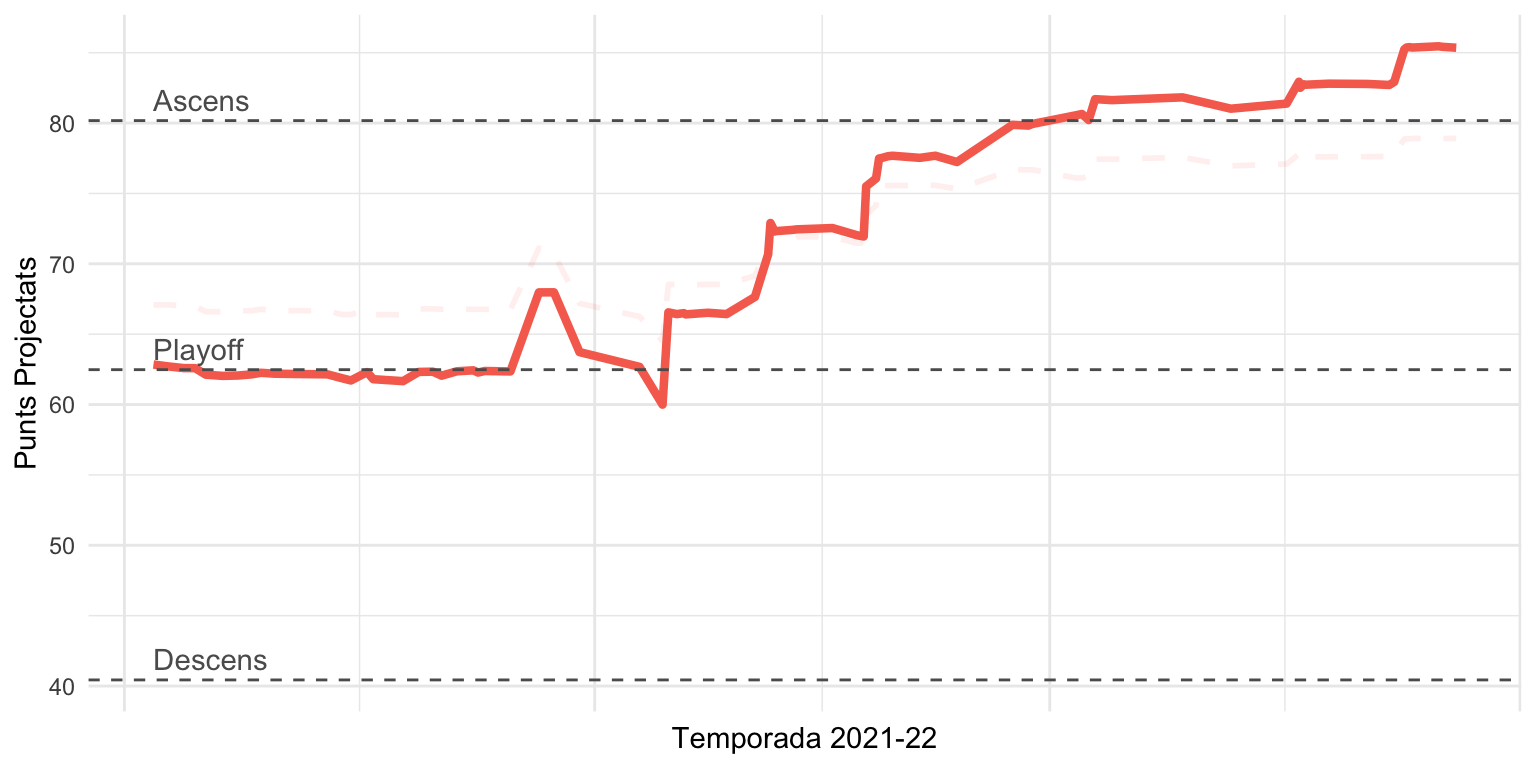 Ascens
80
70
Playoff
60
50
Descens
40
Punts Projectats
Temporada 2021-22